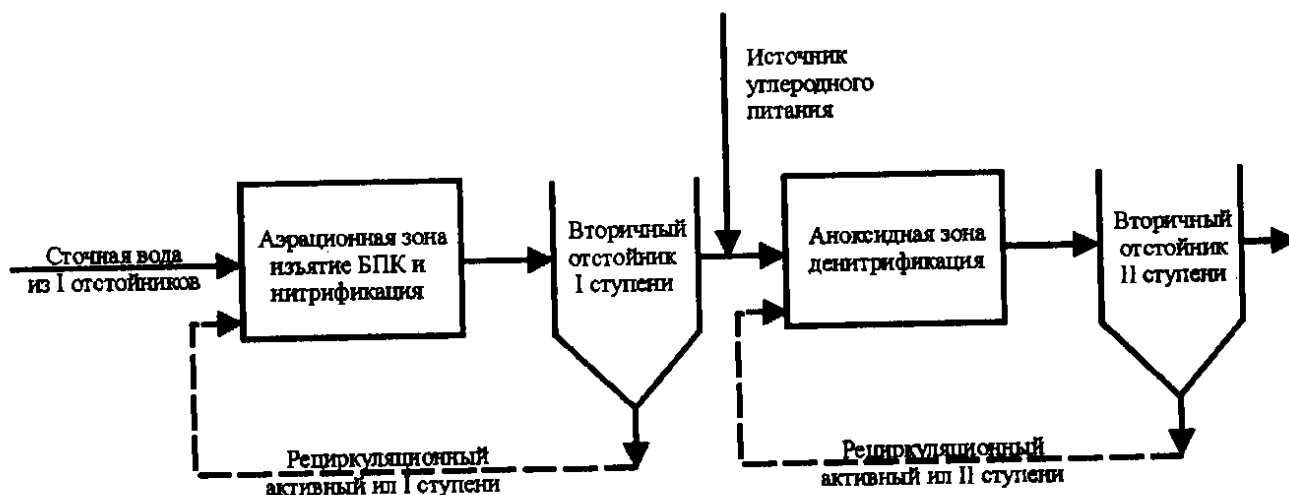 Источник
углеродного
питания
Сточная вода
из I отстойников
Аэрационная зона
изъятие БПК и
нитрификация
Вторичный
отстойник
I ступени
Аноксидная зона
денитрификация
Вторичный
отстойник
II ступени
Рециркуляционный
активный ил I ступени
Рециркуляционный
активный ил II ступени